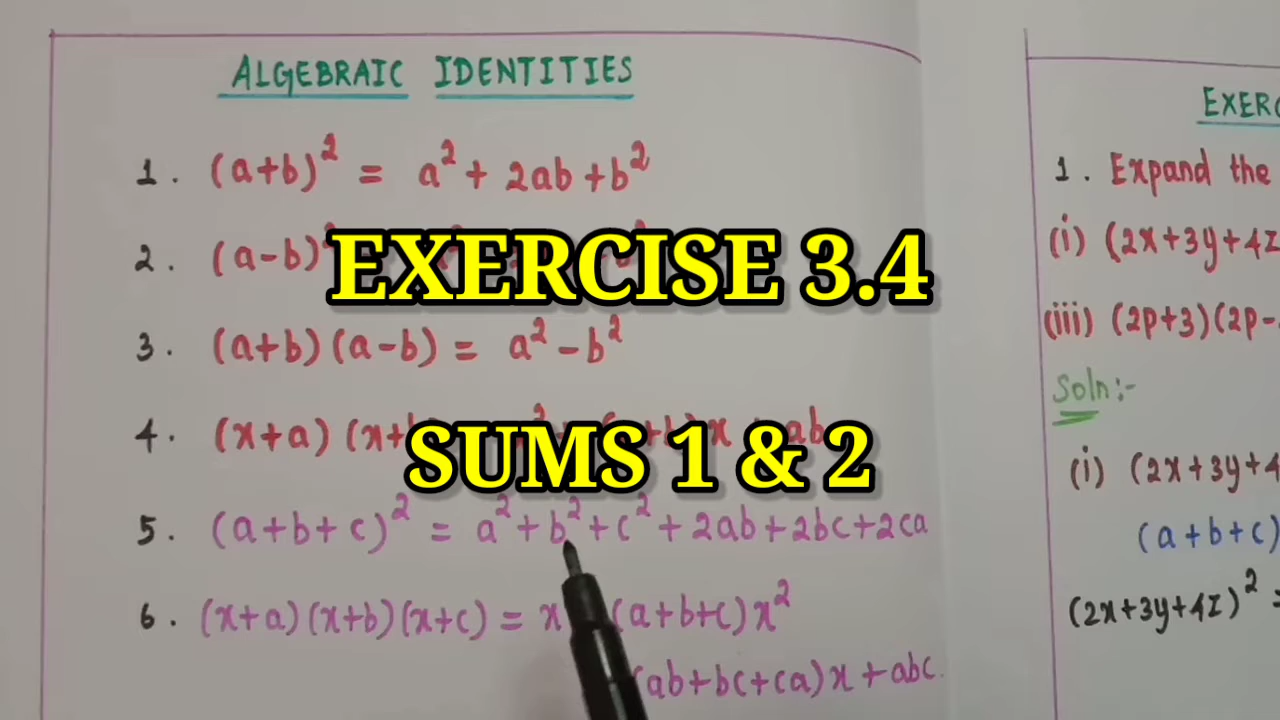 ALGEBRAIC IDENTITIES
1. (a+b)² = a² + 2ab + b²
2. (a-b)²
EXERCISE 3.4
3. (a+b)(a-b) = a² - b²
4. (x+a)(x+b) x + ab
SUMS 1 & 2
5. (a+b+c)² = a² + b² + c² + 2ab + 2bc + 2ca
6. (x+a)(x+b)(x+c) = x (a+b+c)x²
(ab+bc+ca)x + abc.
1. Expand the
(i) (2x+3y+4z
(iii) (2p+3)(2p-
Soln:-
(i) (2x+3y+4
(a+b+c)
(2x+3y+4z)² =